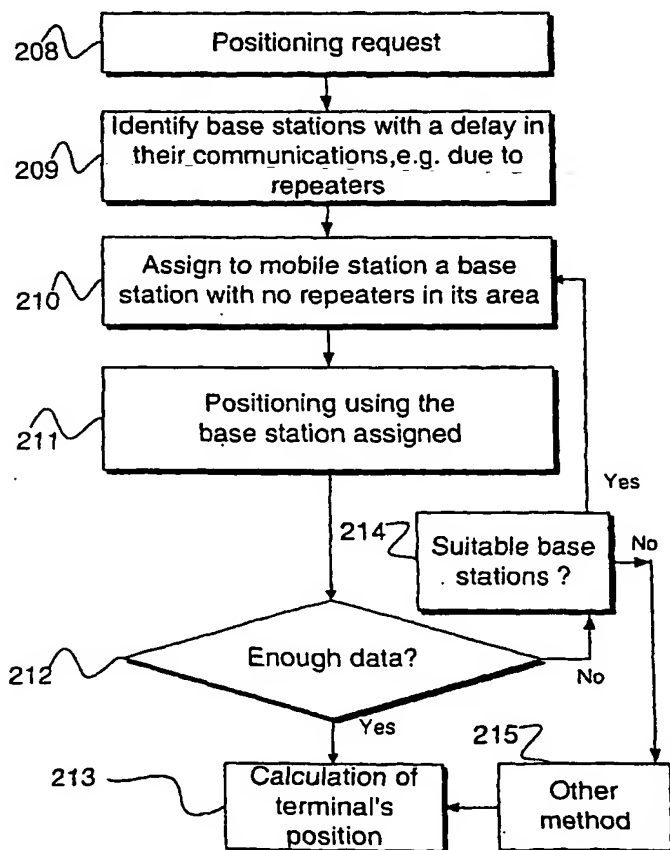 208
Positioning request
209
Identify base stations with a delay in
their communications,e.g. due to
repeaters
210
Assign to mobile station a base
station with no repeaters in its area
211
Positioning using the
base station assigned
Yes
214
Suitable base
stations ?
No
212
Enough data?
No
Yes
213
Calculation of
terminal's
position
215
Other
method